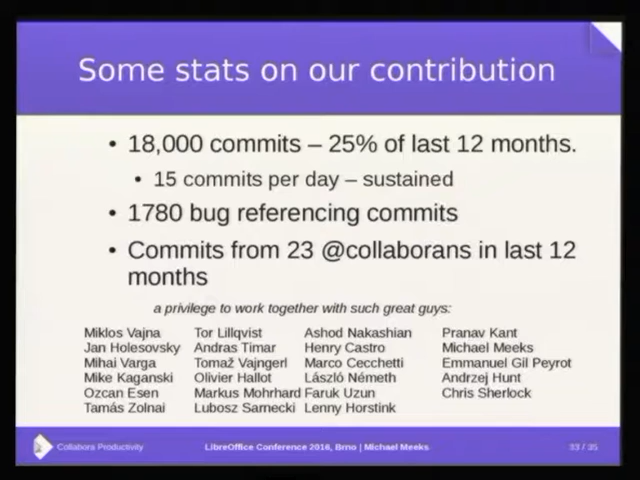 Some stats on our contribution
• 18,000 commits – 25% of last 12 months.
• 15 commits per day – sustained
• 1780 bug referencing commits
• Commits from 23 @collaborans in last 12
months
a privilege to work together with such great guys:
Miklos Vajna Tor Lillqvist Ashod Nakashian Pranav Kant
Jan Holesovsky Andras Timar Henry Castro Michael Meeks
Mihai Varga Tomaž Vajngerl Marco Cecchetti Emmanuel Gil Peyrot
Mike Kaganski Olivier Hallot László Németh Andrzej Hunt
Ozcan Esen Markus Mohrhard Faruk Uzun Chris Sherlock
Tamás Zolnai Lubosz Sarnecki Lenny Horstink
Collabora Productivity LibreOffice Conference 2016, Brno | Michael Meeks 33 / 35